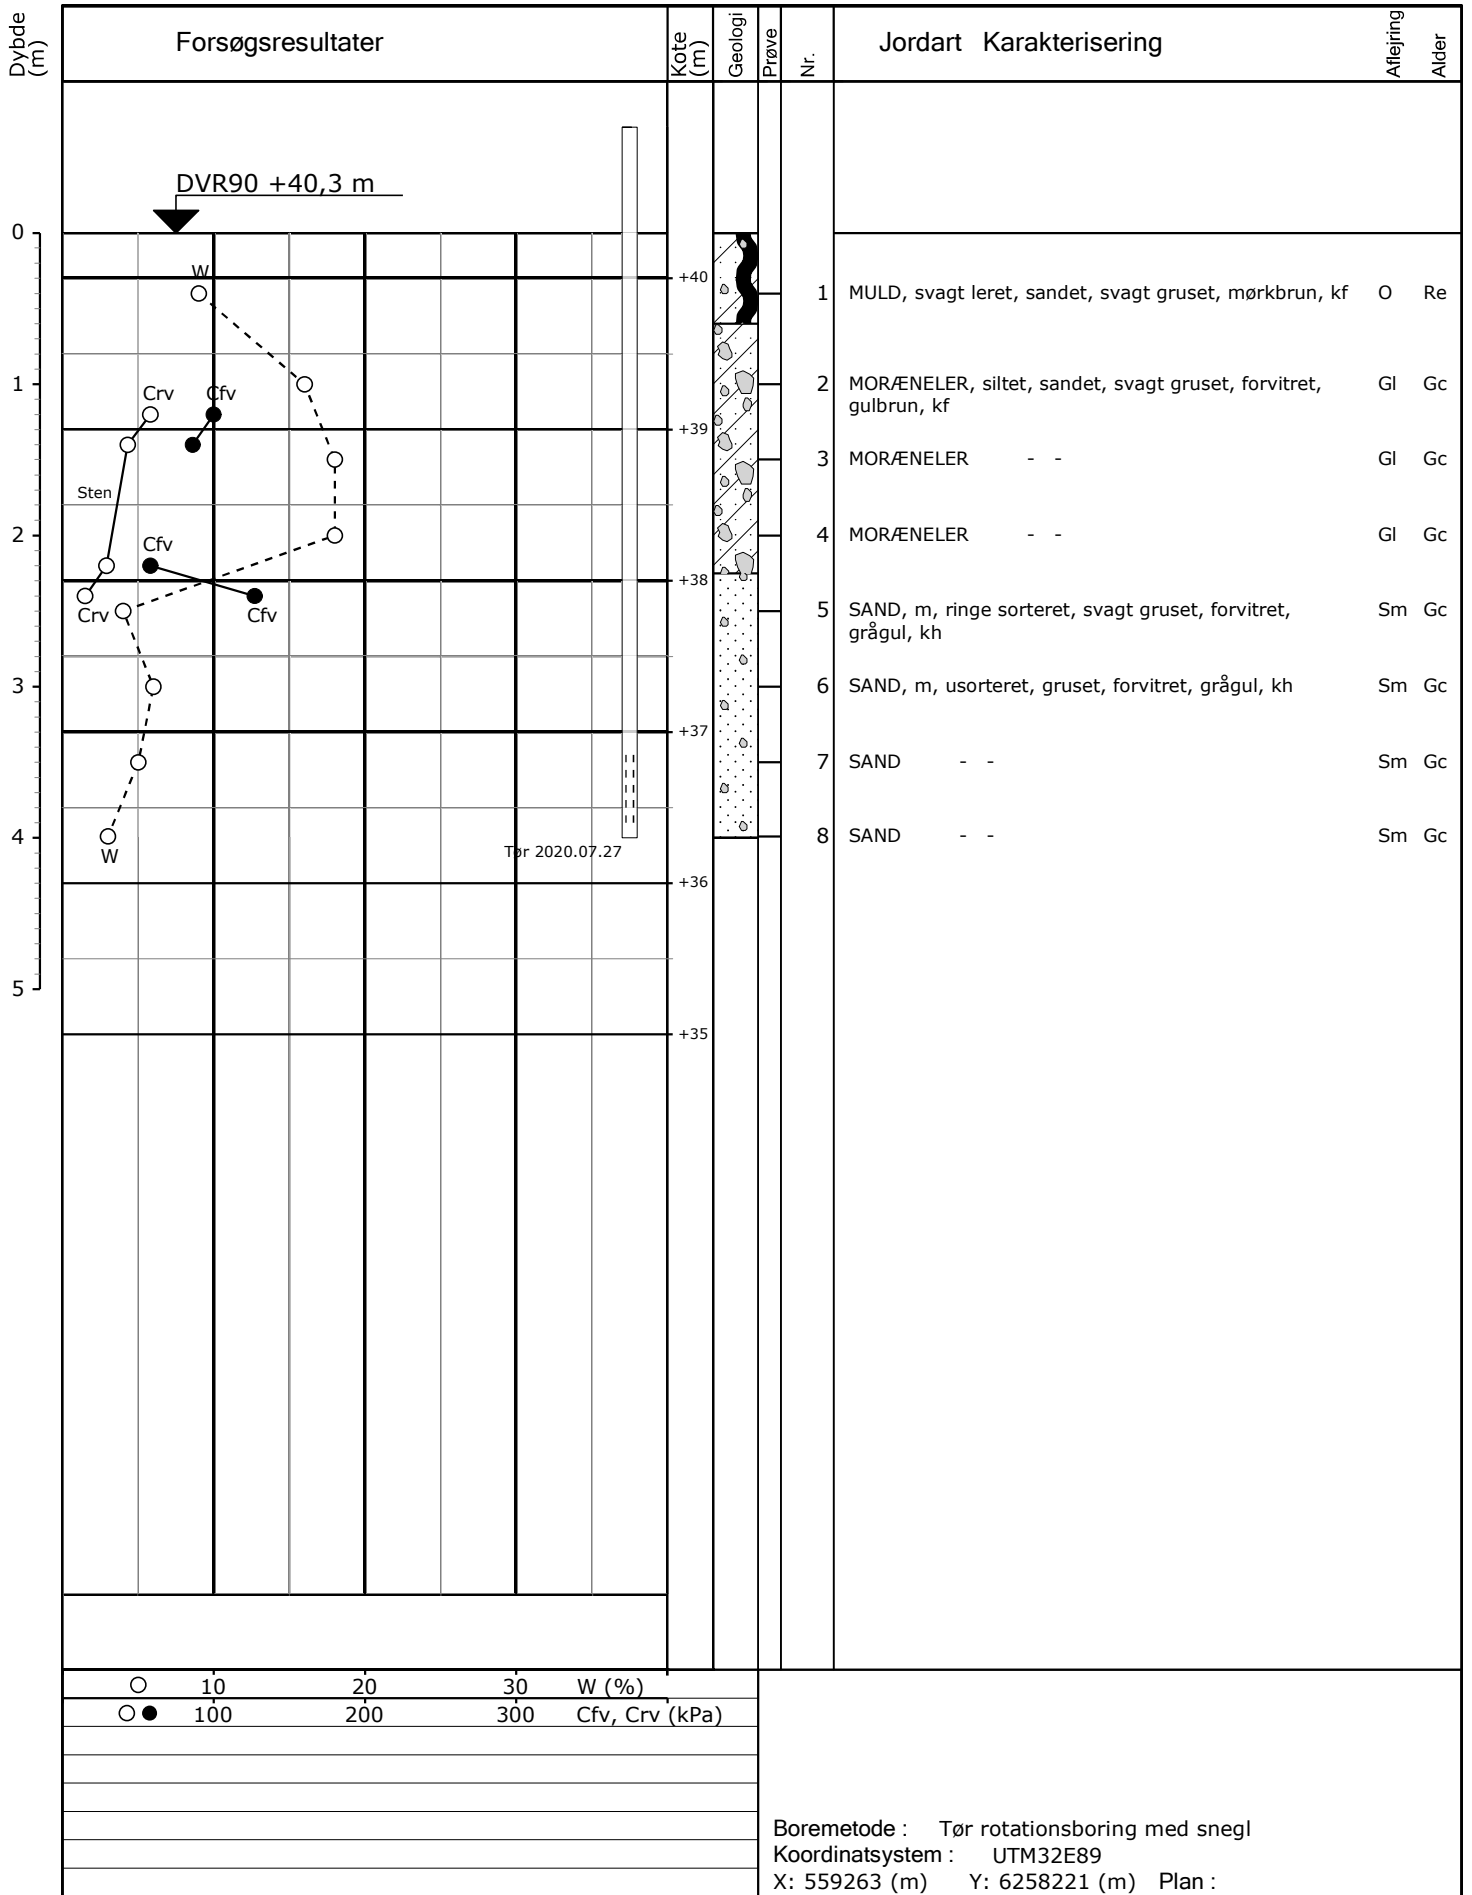 Dybde (m)
Forsøgsresultater
Kote (m)
Geologi
Prøve
Nr.
Jordart Karakterisering
Aflejring
Alder
DVR90 +40,3 m
0
W
+40
1 MULD, svagt leret, sandet, svagt gruset, mørkbrun, kf O Re
1
Crv Cfv
2 MORÆNELER, siltet, sandet, svagt gruset, forvitret, Gl Gc
gulbrun, kf
+39
3 MORÆNELER - - Gl Gc
Sten
2
Cfv
4 MORÆNELER - - Gl Gc
+38
Crv Cfv
5 SAND, m, ringe sorteret, svagt gruset, forvitret, Sm Gc
grågul, kh
3
6 SAND, m, usorteret, gruset, forvitret, grågul, kh Sm Gc
+37
7 SAND - - Sm Gc
4
8 SAND - - Sm Gc
W
Tør 2020.07.27
+36
5
+35
10 20 30 W (%)
100 200 300 Cfv, Crv (kPa)
Boremetode : Tør rotationsboring med snegl
Koordinatsystem : UTM32E89
X: 559263 (m) Y: 6258221 (m) Plan :